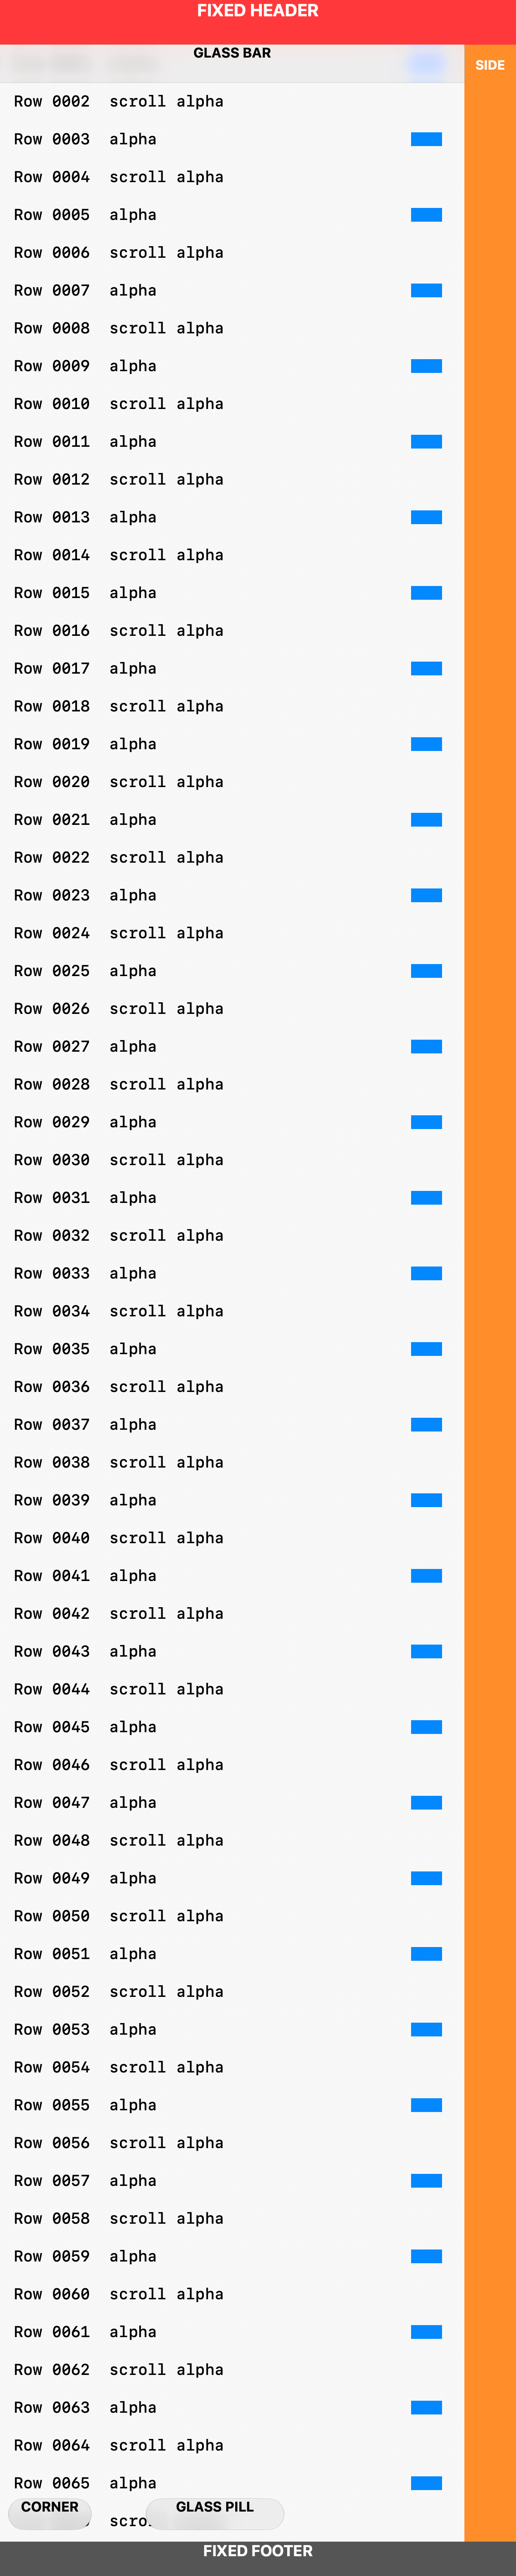 FIXED HEADER
GLASS BAR
SIDE
Row 0002 scroll alpha
Row 0003 alpha
Row 0004 scroll alpha
Row 0005 alpha
Row 0006 scroll alpha
Row 0007 alpha
Row 0008 scroll alpha
Row 0009 alpha
Row 0010 scroll alpha
Row 0011 alpha
Row 0012 scroll alpha
Row 0013 alpha
Row 0014 scroll alpha
Row 0015 alpha
Row 0016 scroll alpha
Row 0017 alpha
Row 0018 scroll alpha
Row 0019 alpha
Row 0020 scroll alpha
Row 0021 alpha
Row 0022 scroll alpha
Row 0023 alpha
Row 0024 scroll alpha
Row 0025 alpha
Row 0026 scroll alpha
Row 0027 alpha
Row 0028 scroll alpha
Row 0029 alpha
Row 0030 scroll alpha
Row 0031 alpha
Row 0032 scroll alpha
Row 0033 alpha
Row 0034 scroll alpha
Row 0035 alpha
Row 0036 scroll alpha
Row 0037 alpha
Row 0038 scroll alpha
Row 0039 alpha
Row 0040 scroll alpha
Row 0041 alpha
Row 0042 scroll alpha
Row 0043 alpha
Row 0044 scroll alpha
Row 0045 alpha
Row 0046 scroll alpha
Row 0047 alpha
Row 0048 scroll alpha
Row 0049 alpha
Row 0050 scroll alpha
Row 0051 alpha
Row 0052 scroll alpha
Row 0053 alpha
Row 0054 scroll alpha
Row 0055 alpha
Row 0056 scroll alpha
Row 0057 alpha
Row 0058 scroll alpha
Row 0059 alpha
Row 0060 scroll alpha
Row 0061 alpha
Row 0062 scroll alpha
Row 0063 alpha
Row 0064 scroll alpha
Row 0065 alpha
CORNER GLASS PILL
FIXED FOOTER